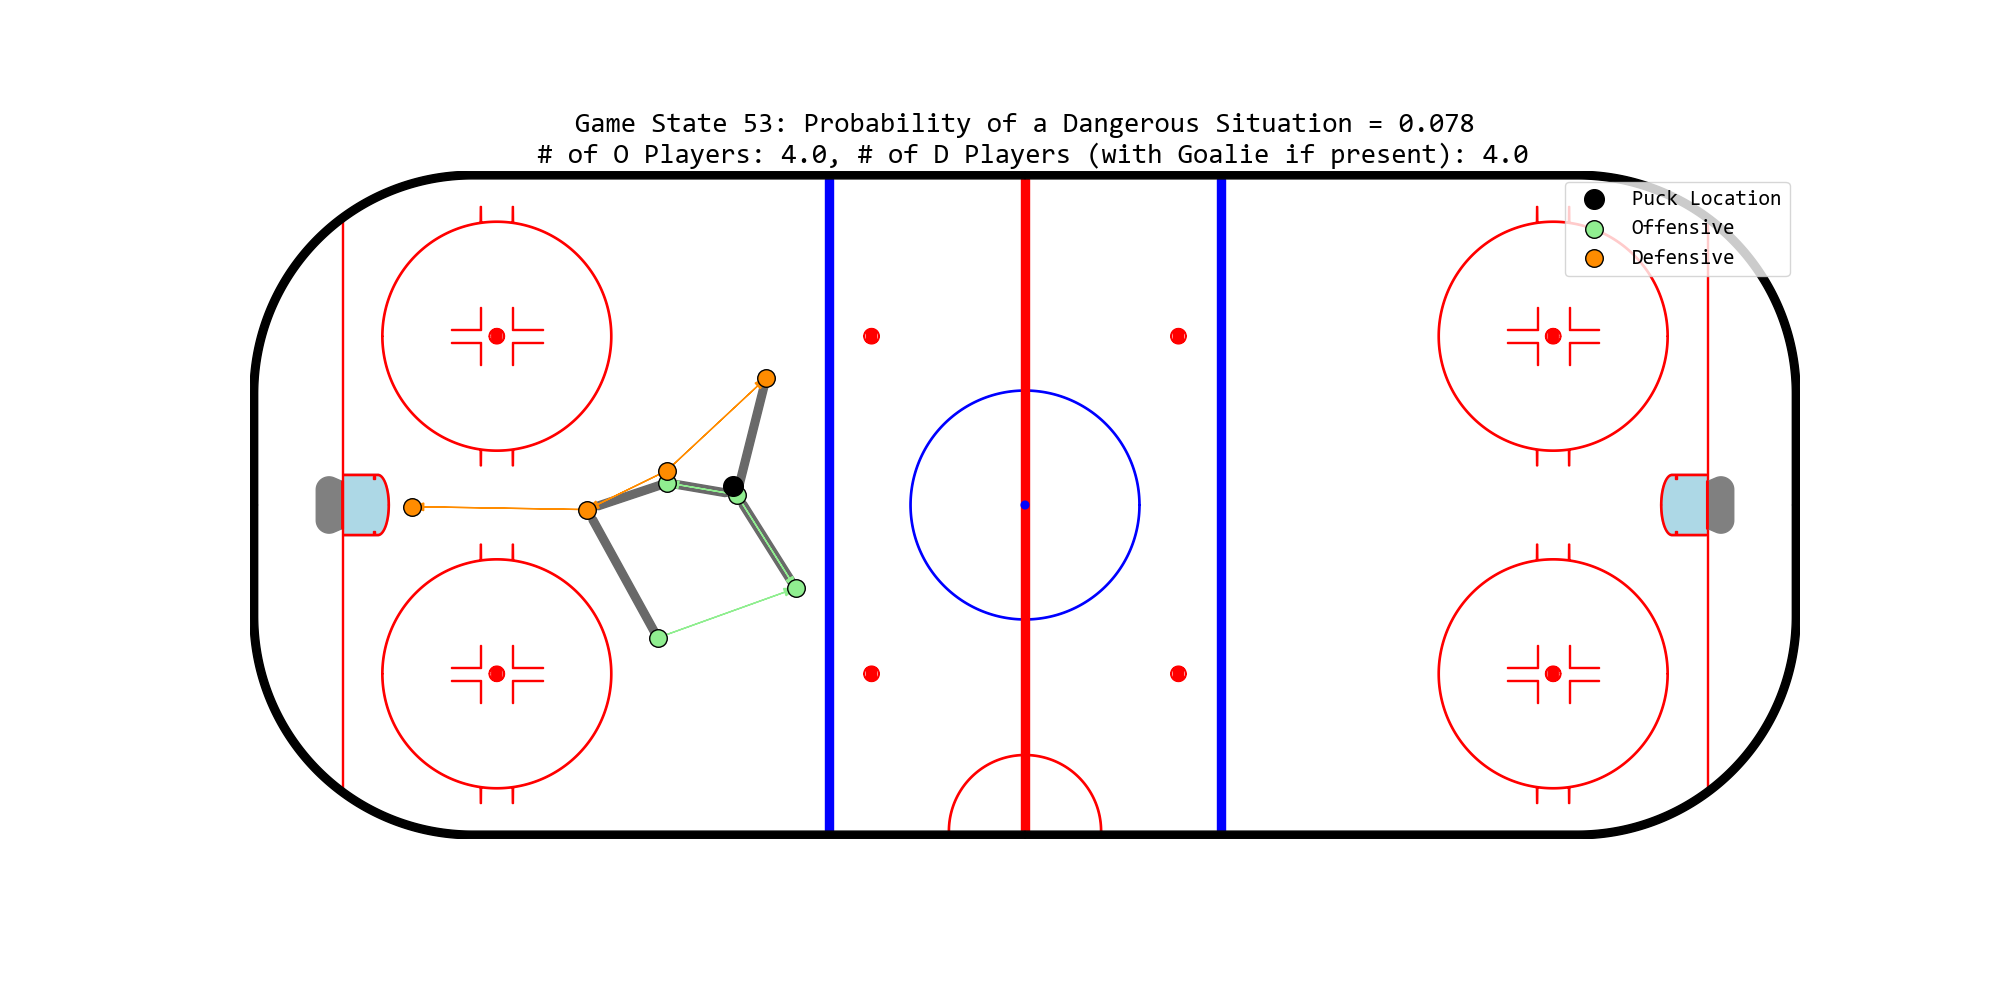 Game State 53: Probability of a Dangerous Situation = 0.078
# of O Players: 4.0, # of D Players (with Goalie if present): 4.0
Puck Location
Offensive
Defensive